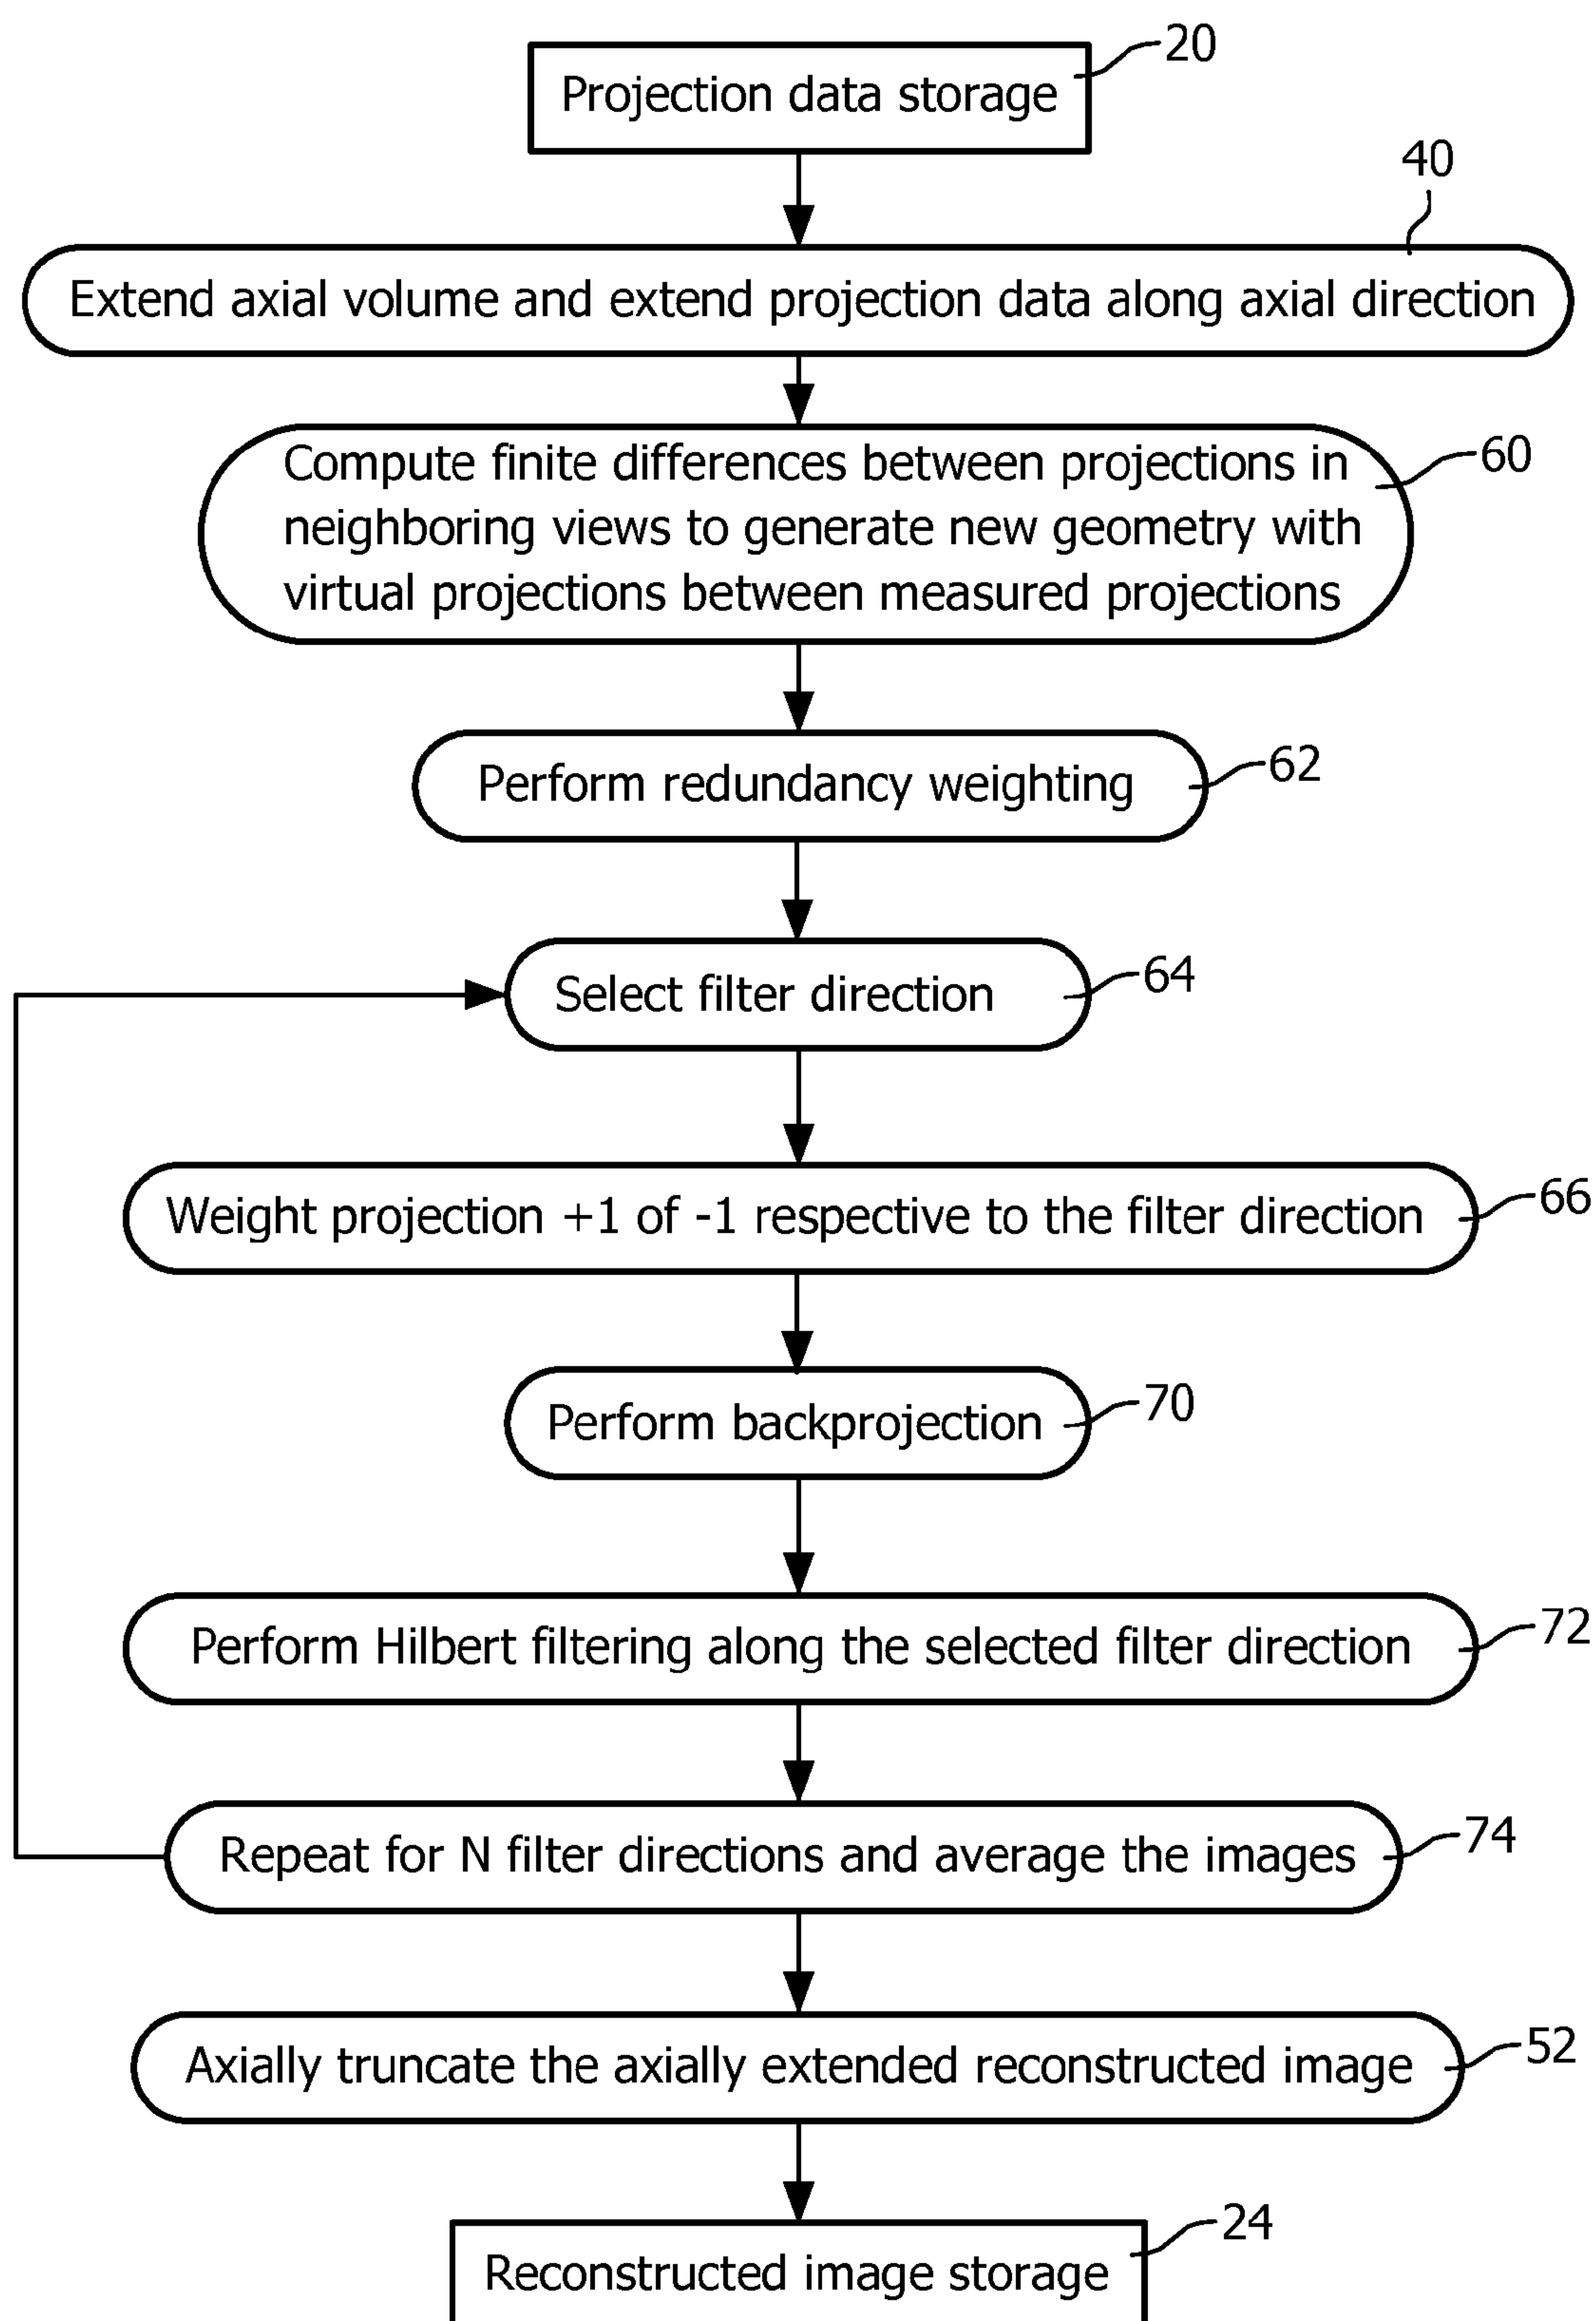 20
Projection data storage
40
Extend axial volume and extend projection data along axial direction
Compute finite differences between projections in
60
neighboring views to generate new geometry with
virtual projections between measured projections
Perform redundancy weighting
62
Select filter direction
64
Weight projection +1 of -1 respective to the filter direction
66
Perform backprojection
70
Perform Hilbert filtering along the selected filter direction
72
Repeat for N filter directions and average the images
74
Axially truncate the axially extended reconstructed image
52
24
Reconstructed image storage